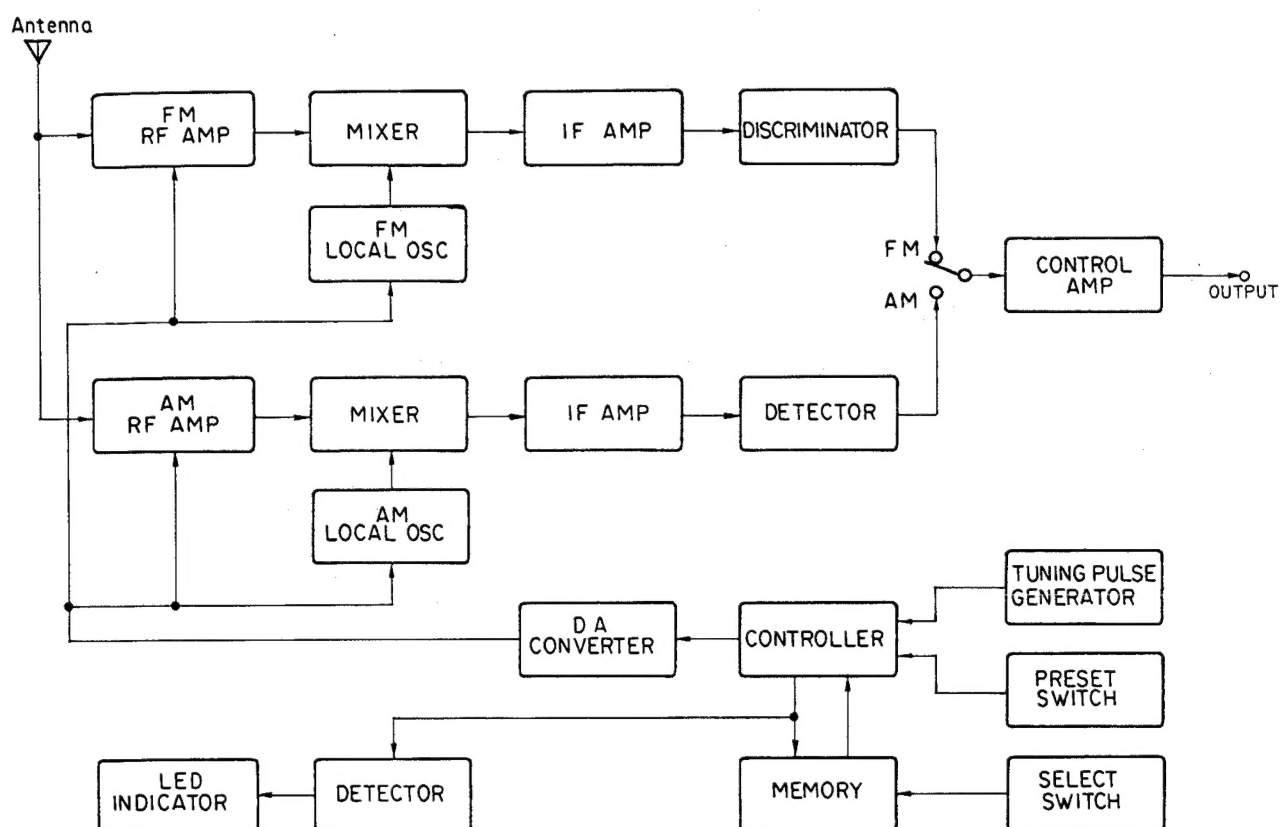 Antenna
FM
RF AMP
MIXER
IF AMP
DISCRIMINATOR
FM
LOCAL OSC
FM
AM
CONTROL
AMP
OUTPUT
AM
RF AMP
MIXER
IF AMP
DETECTOR
AM
LOCAL OSC
TUNING PULSE
GENERATOR
D A
CONVERTER
CONTROLLER
PRESET
SWITCH
LED
INDICATOR
DETECTOR
MEMORY
SELECT
SWITCH